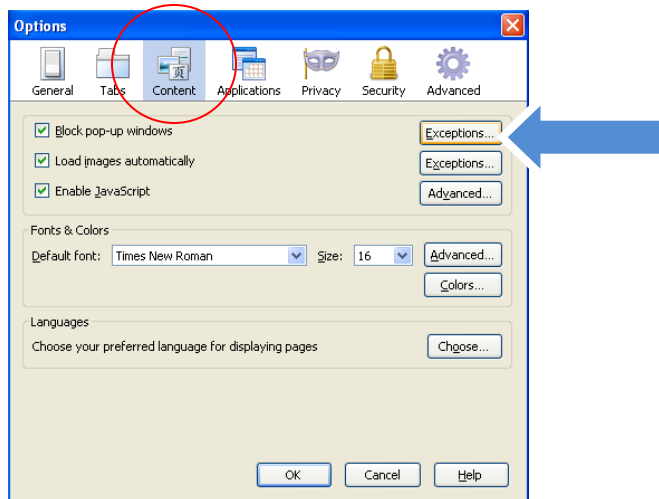 Options
General Tabs Content Applications Privacy Security Advanced
Block pop-up windows Exceptions...
Load images automatically Exceptions...
Enable JavaScript Advanced...
Fonts & Colors
Default font: Times New Roman Size: 16 Advanced...
Colors...
Languages
Choose your preferred language for displaying pages Choose...
OK Cancel Help